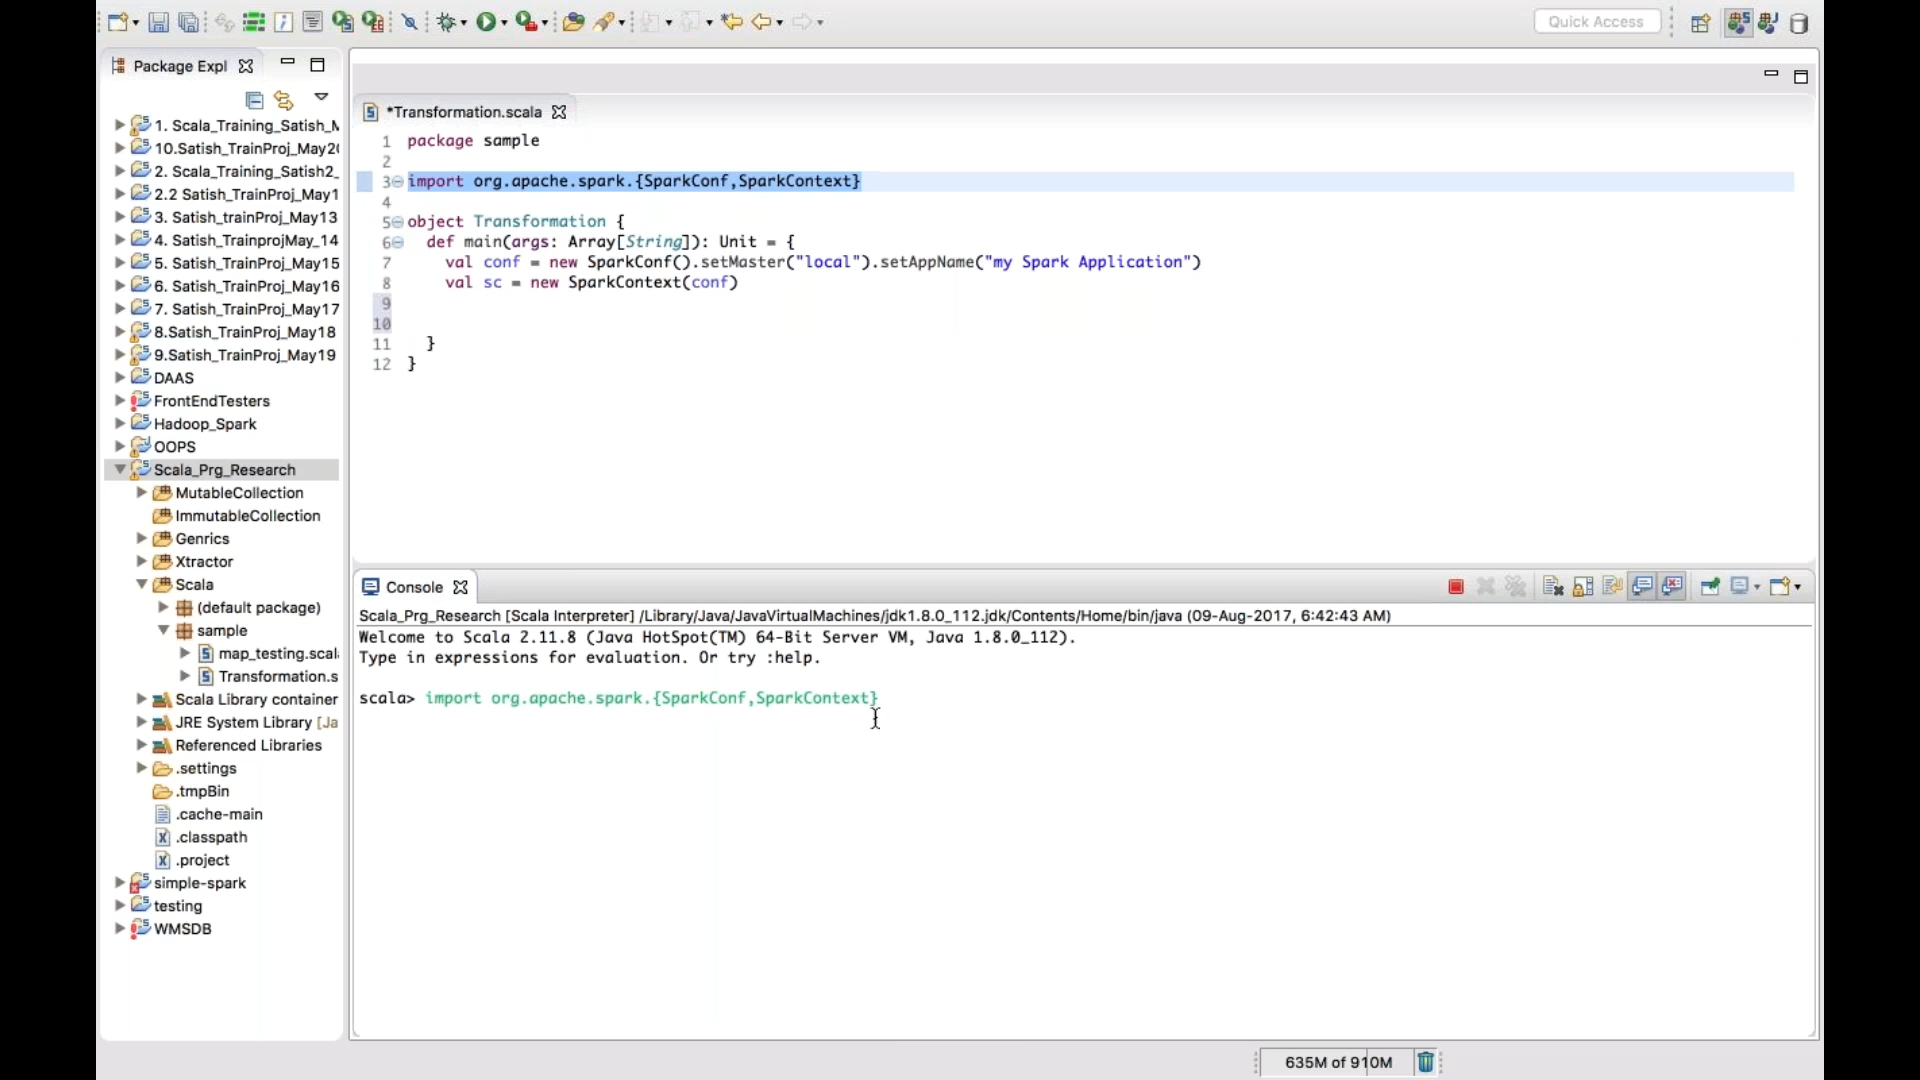 Quick Access
Package Expl
1. Scala_Training_Satish_M
10.Satish_TrainProj_May20
2. Scala_Training_Satish2_
2.2 Satish_TrainProj_May1
3. Satish_trainProj_May13
4. Satish_TrainprojMay_14
5. Satish_TrainProj_May15
6. Satish_TrainProj_May16
7. Satish_TrainProj_May17
8.Satish_TrainProj_May18
9.Satish_TrainProj_May19
DAAS
FrontEndTesters
Hadoop_Spark
OOPS
Scala_Prg_Research
MutableCollection
ImmutableCollection
Genrics
Xtractor
Scala
(default package)
sample
map_testing.scal
Transformation.s
Scala Library container
JRE System Library [Ja
Referenced Libraries
.settings
.tmpBin
.cache-main
.classpath
.project
simple-spark
testing
WMSDB
*Transformation.scala
1 package sample
2
3 import org.apache.spark.{SparkConf,SparkContext}
4
5 object Transformation {
6 def main(args: Array[String]): Unit = {
7 val conf = new SparkConf().setMaster("local").setAppName("my Spark Application")
8 val sc = new SparkContext(conf)
9
10
11 }
12 }
Console
Scala_Prg_Research [Scala Interpreter] /Library/Java/JavaVirtualMachines/jdk1.8.0_112.jdk/Contents/Home/bin/java (09-Aug-2017, 6:42:43 AM)
Welcome to Scala 2.11.8 (Java HotSpot(TM) 64-Bit Server VM, Java 1.8.0_112).
Type in expressions for evaluation. Or try :help.
scala> import org.apache.spark.{SparkConf,SparkContext}
635M of 910M